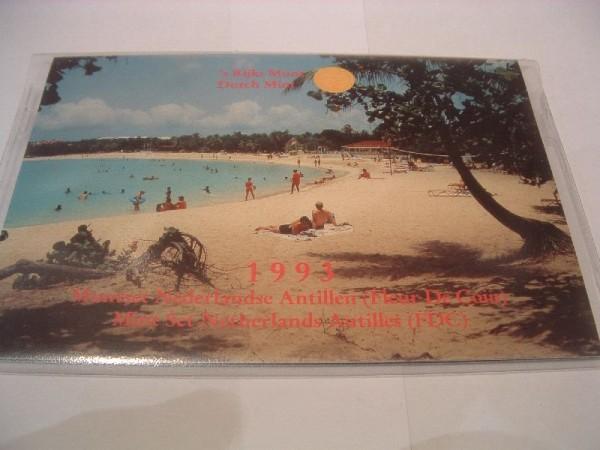 's Rijks Munt
Dutch Mint
1993
Muntset Nederlandse Antillen (Fleur De Coin)
Mint Set Netherlands Antilles (FDC)